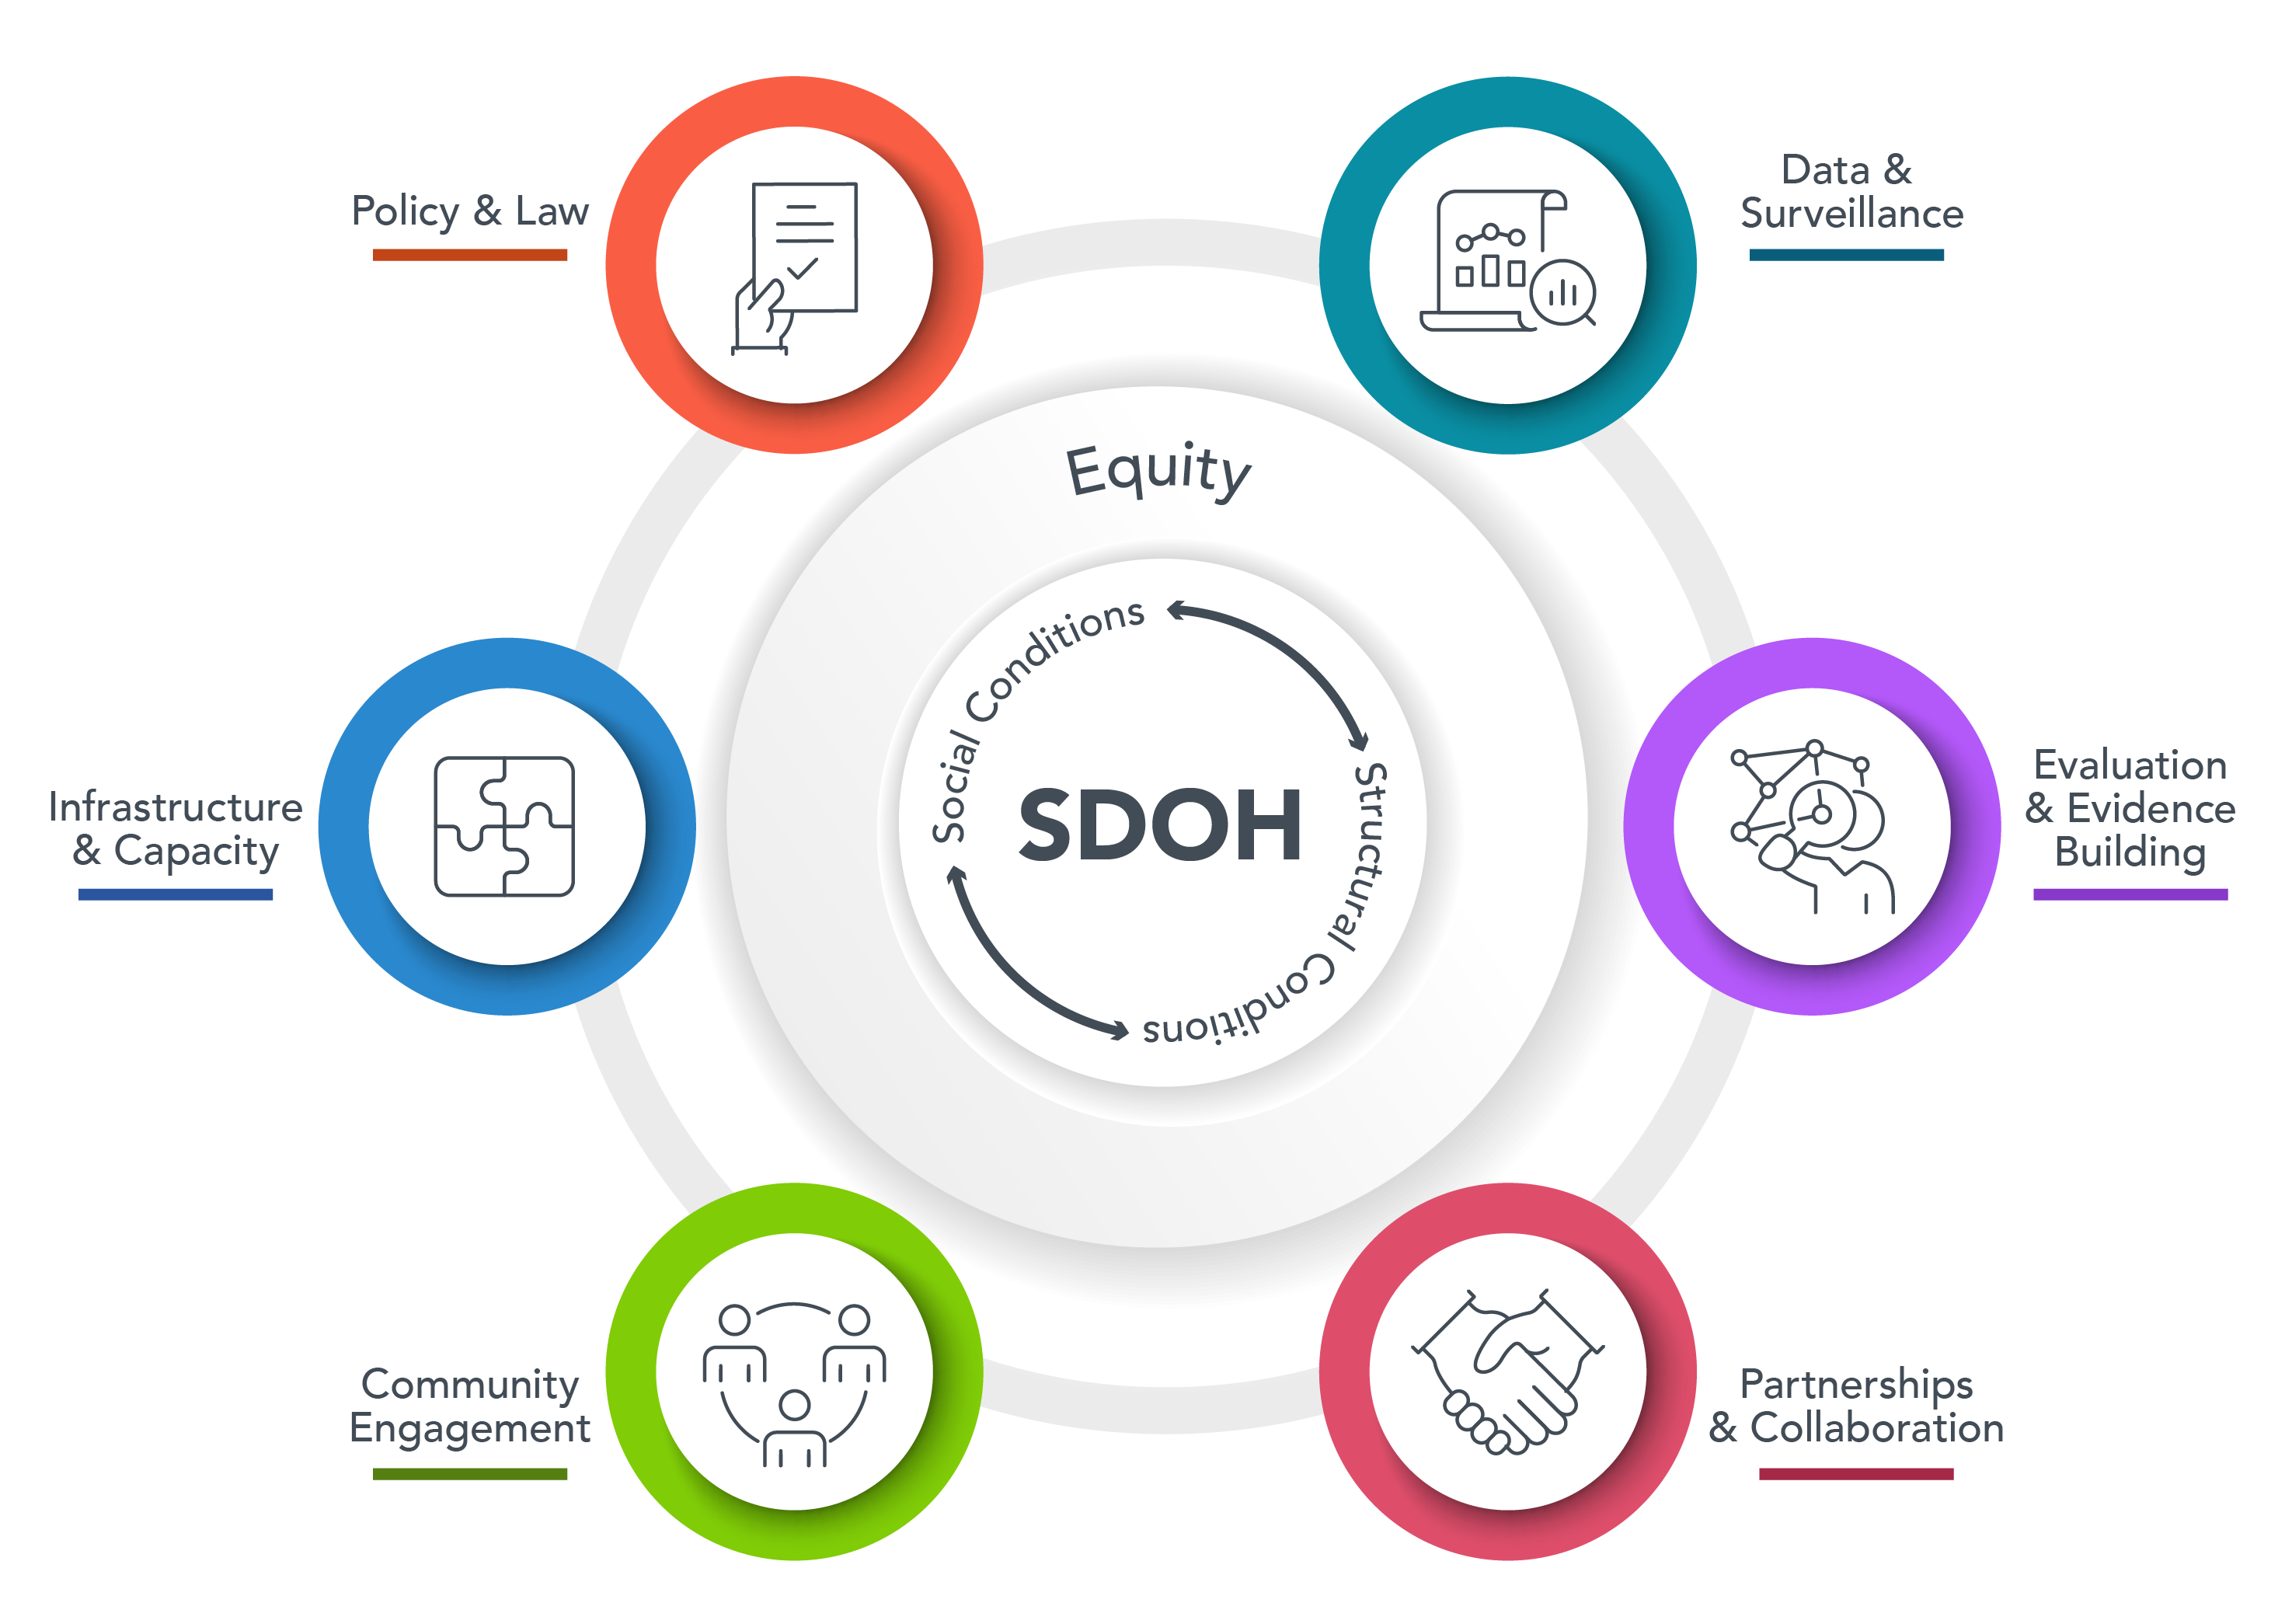 Policy & Law
Data &
Surveillance
Equity
Social Conditions
Structural Conditions
SDOH
Infrastructure
& Capacity
Evaluation
& Evidence
Building
Community
Engagement
Partnerships
& Collaboration